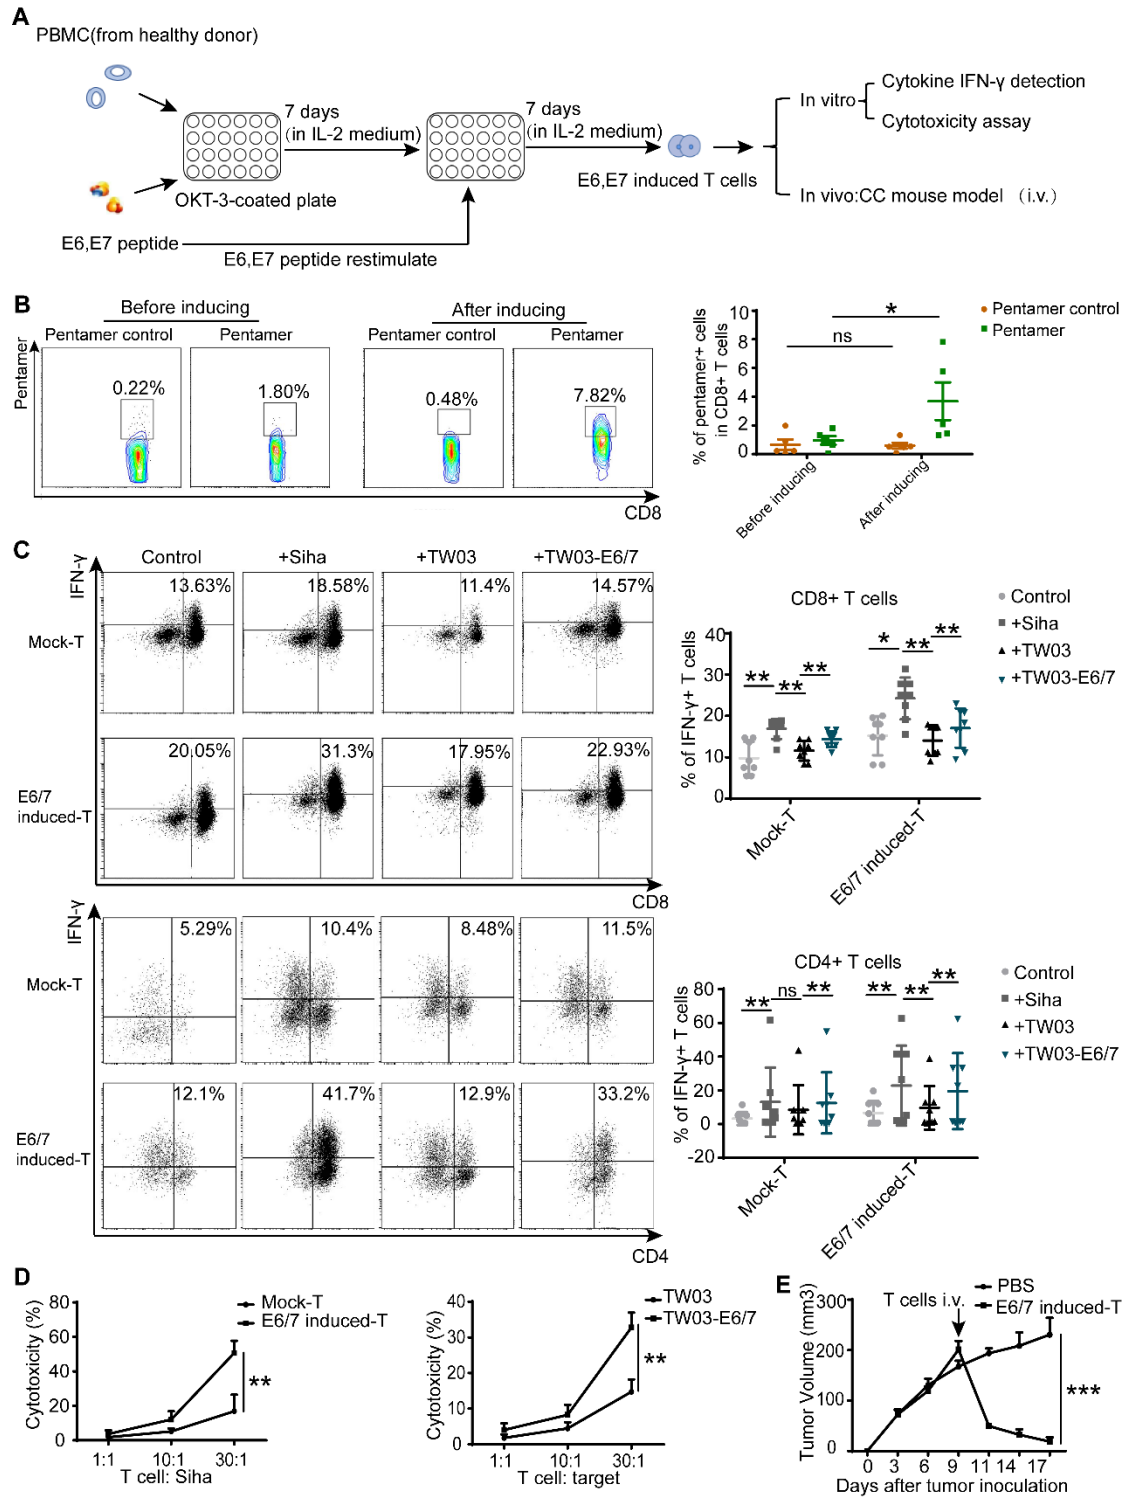 A
PBMC(from healthy donor)
7 days
(in IL-2 medium)
7 days
(in IL-2 medium)
OKT-3-coated plate
E6,E7 peptide
E6,E7 peptide restimulate
E6,E7 induced T cells
In vitro
Cytokine IFN-γ detection
Cytotoxicity assay
In vivo:CC mouse model （i.v.）
B
Before inducing
After inducing
Pentamer control
Pentamer
Pentamer control
Pentamer
Pentamer
0.22%
1.80%
0.48%
7.82%
CD8
% of pentamer+ cells
in CD8+ T cells
10
8
6
4
2
0
ns
*
Before inducing
After inducing
Pentamer control
Pentamer
C
IFN-γ
Control
+Siha
+TW03
+TW03-E6/7
Mock-T
13.63%
18.58%
11.4%
14.57%
E6/7
induced-T
20.05%
31.3%
17.95%
22.93%
CD8
CD8+ T cells
% of IFN-γ+ T cells
40
30
20
10
0
** ** **
* ** **
Mock-T
E6/7 induced-T
Control
+Siha
+TW03
+TW03-E6/7
IFN-γ
Mock-T
5.29%
10.4%
8.48%
11.5%
E6/7
induced-T
12.1%
41.7%
12.9%
33.2%
CD4
CD4+ T cells
% of IFN-γ+ T cells
80
60
40
20
0
-20
** ns **
** ** **
Mock-T
E6/7 induced-T
Control
+Siha
+TW03
+TW03-E6/7
D
Cytotoxicity (%)
80
60
40
20
0
1:1 10:1 30:1
T cell: Siha
Mock-T
E6/7 induced-T
**
Cytotoxicity (%)
40
30
20
10
0
1:1 10:1 30:1
T cell: target
TW03
TW03-E6/7
**
E
Tumor Volume (mm3)
300
200
100
0
T cells i.v.
PBS
E6/7 induced-T
***
0 3 6 9 11 14 17
Days after tumor inoculation